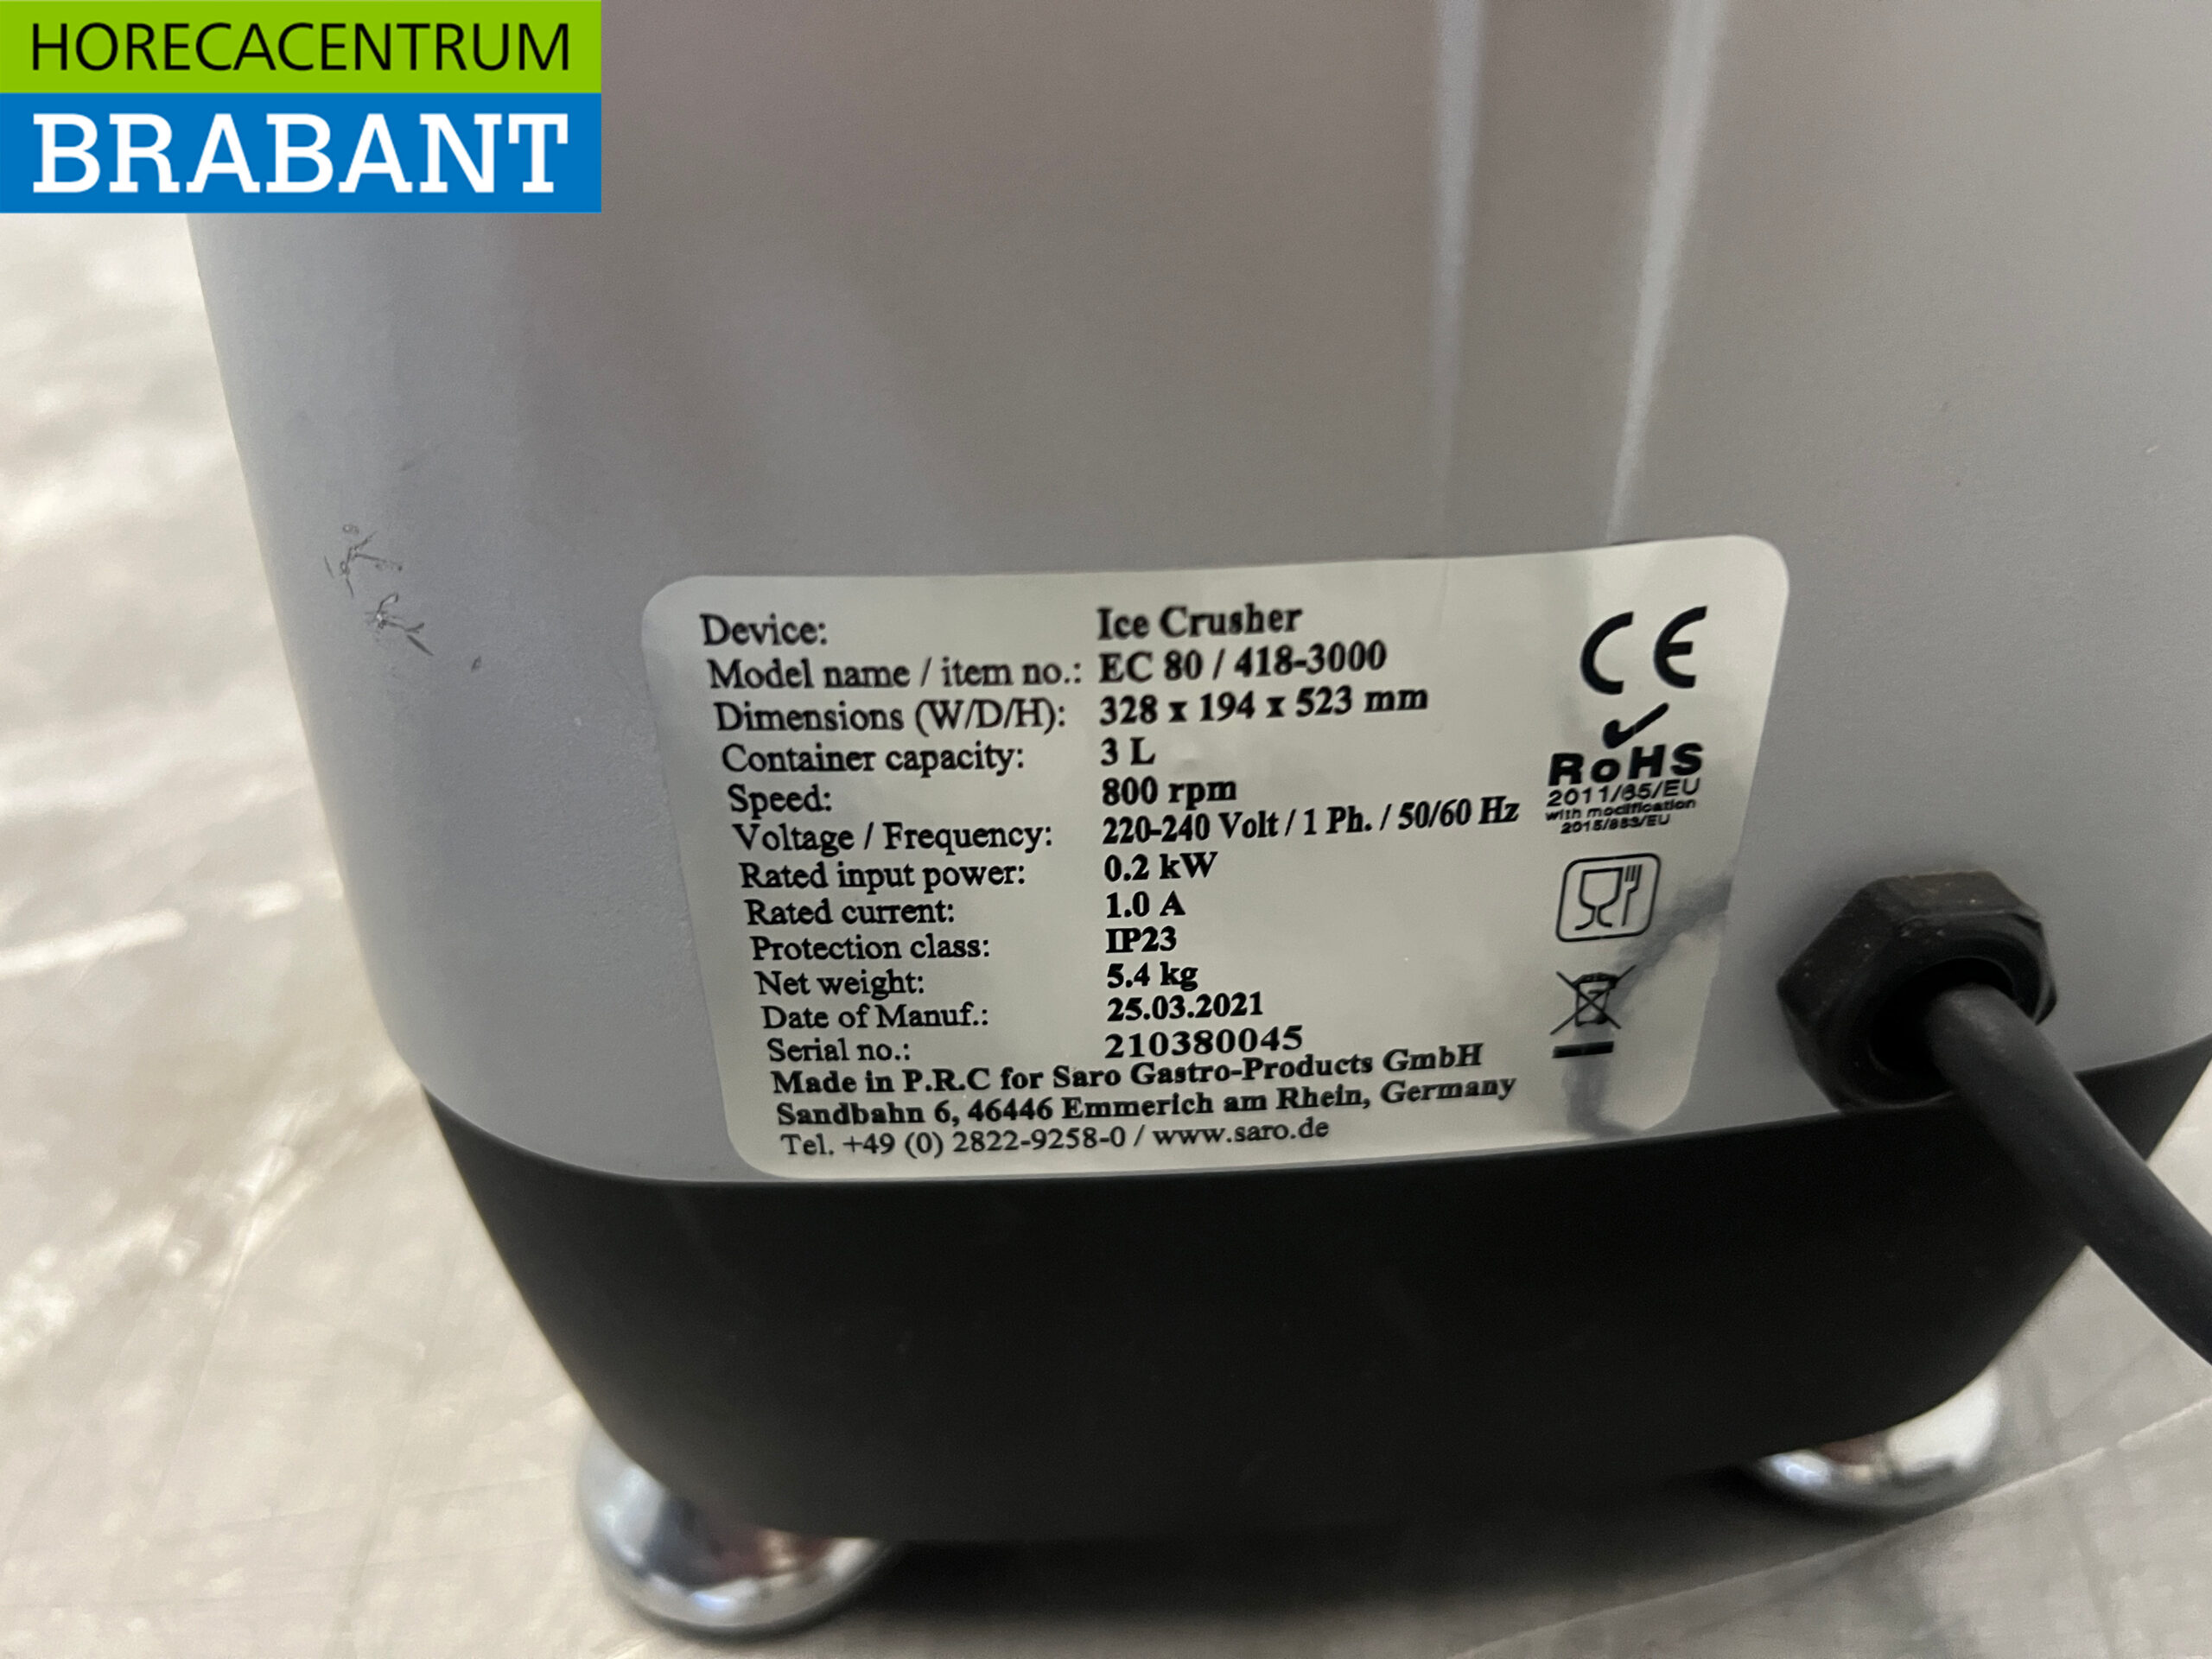 HORECACENTRUM
BRABANT
Device: Ice Crusher
Model name / item no.: EC 80 / 418-3000
Dimensions (W/D/H): 328 x 194 x 523 mm
Container capacity: 3 L
Speed: 800 rpm
Voltage / Frequency: 220-240 Volt / 1 Ph. / 50/60 Hz
Rated input power: 0.2 kW
Rated current: 1.0 A
Protection class: IP23
Net weight: 5.4 kg
Date of Manuf.: 25.03.2021
Serial no.: 210380045
Made in P.R.C for Saro Gastro-Products GmbH
Sandbahn 6, 46446 Emmerich am Rhein, Germany
Tel. +49 (0) 2822-9258-0 / www.saro.de
CE
RoHS
2011/65/EU
with modification